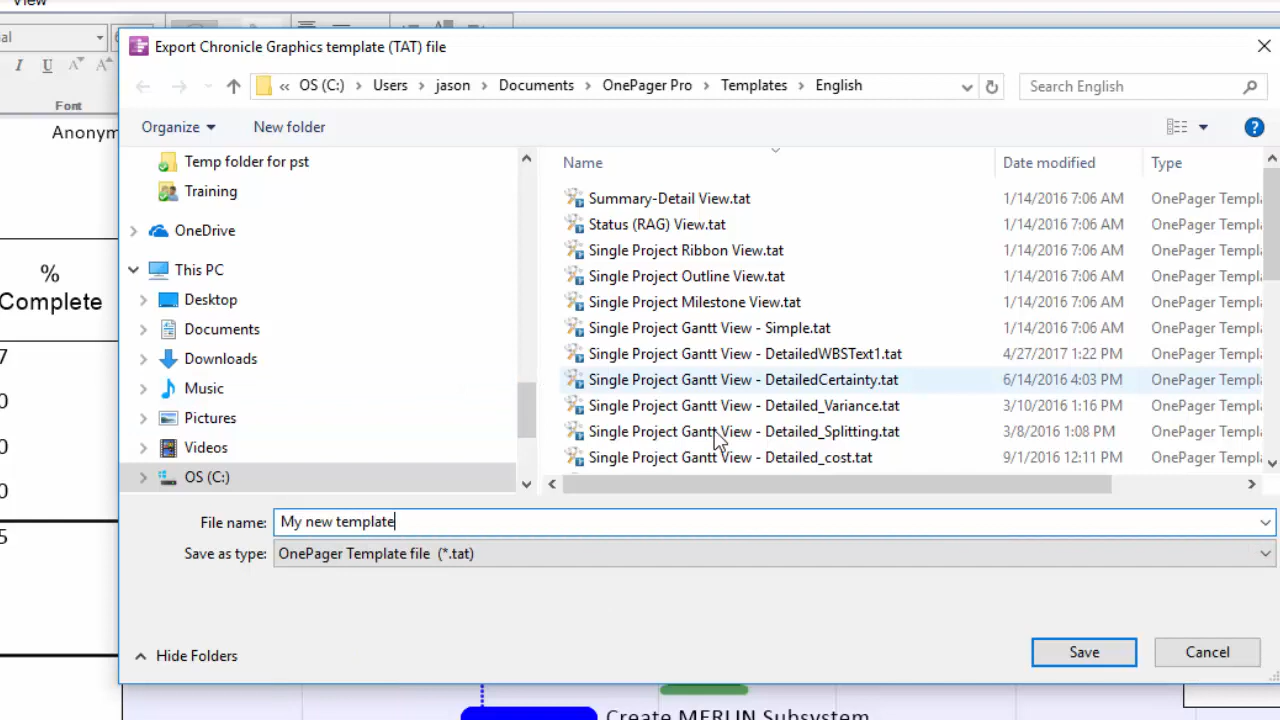 View
Export Chronicle Graphics template (TAT) file
al
I U A A
Font
« OS (C:) > Users > jason > Documents > OnePager Pro > Templates > English
Search English
Organize New folder
?
Anonym
Temp folder for pst
Training
OneDrive
This PC
Desktop
Documents
Downloads
Music
Pictures
Videos
OS (C:)
Name Date modified Type
Summary-Detail View.tat 1/14/2016 7:06 AM OnePager Templ
Status (RAG) View.tat 1/14/2016 7:06 AM OnePager Templ
Single Project Ribbon View.tat 1/14/2016 7:06 AM OnePager Templ
Single Project Outline View.tat 1/14/2016 7:06 AM OnePager Templ
Single Project Milestone View.tat 1/14/2016 7:06 AM OnePager Templ
Single Project Gantt View - Simple.tat 1/14/2016 7:06 AM OnePager Templ
Single Project Gantt View - DetailedWBSText1.tat 4/27/2017 1:22 PM OnePager Templ
Single Project Gantt View - DetailedCertainty.tat 6/14/2016 4:03 PM OnePager Templ
Single Project Gantt View - Detailed_Variance.tat 3/10/2016 1:16 PM OnePager Templ
Single Project Gantt View - Detailed_Splitting.tat 3/8/2016 1:08 PM OnePager Templ
Single Project Gantt View - Detailed_cost.tat 9/1/2016 12:11 PM OnePager Templ
%
Complete
7
0
0
0
5
File name: My new template
Save as type: OnePager Template file (*.tat)
Hide Folders
Save Cancel
Create MERLIN Subsystem